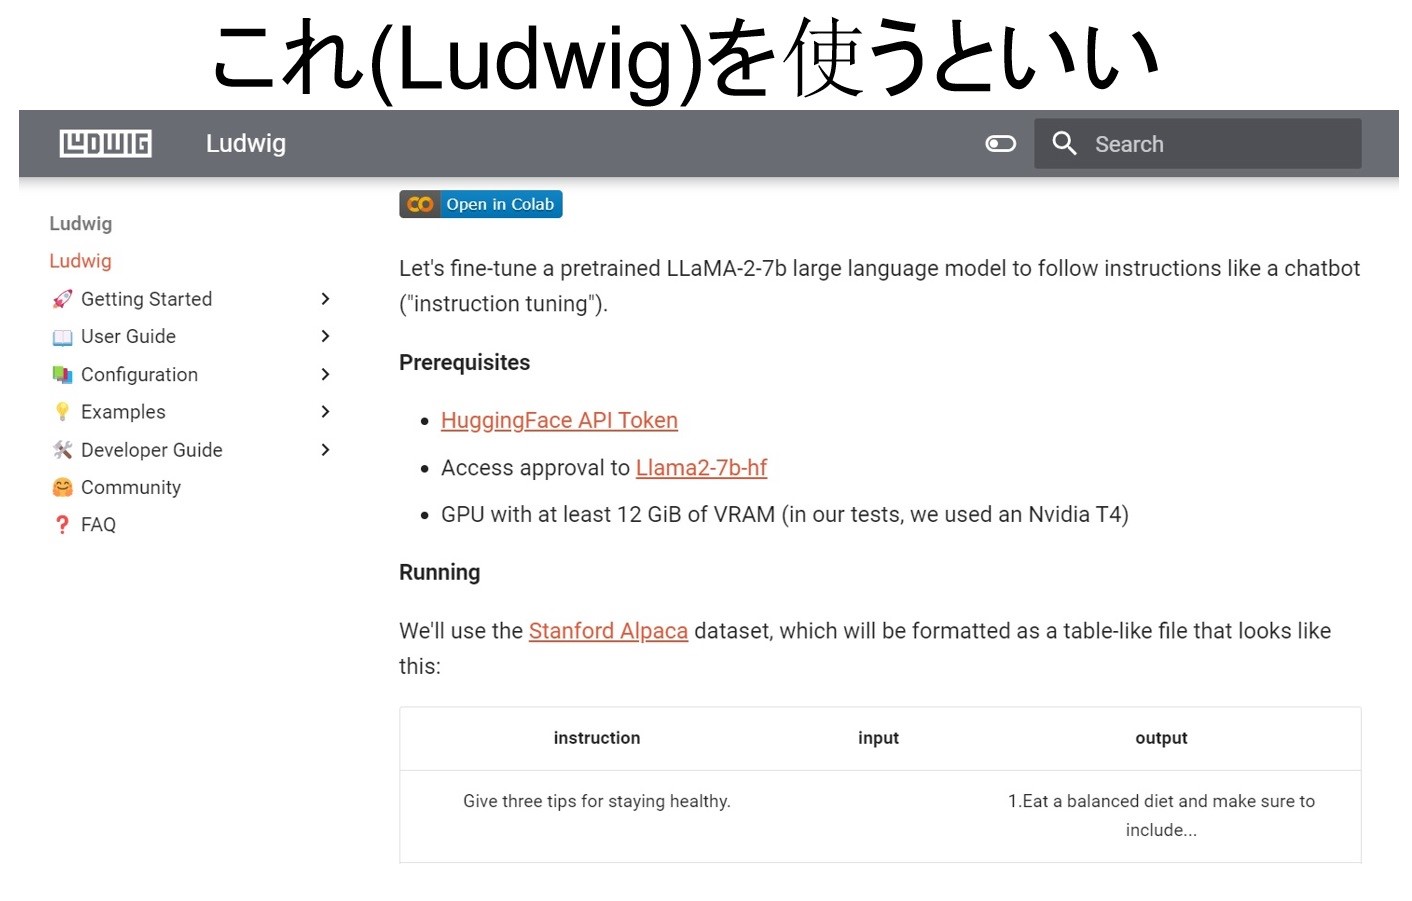 これ(Ludwig)を使うといい
LUDWIG
Ludwig
Search
Ludwig
Ludwig
Getting Started
User Guide
Configuration
Examples
Developer Guide
Community
FAQ
Open in Colab
Let's fine-tune a pretrained LLaMA-2-7b large language model to follow instructions like a chatbot
("instruction tuning").
Prerequisites
• HuggingFace API Token
• Access approval to Llama2-7b-hf
• GPU with at least 12 GiB of VRAM (in our tests, we used an Nvidia T4)
Running
We'll use the Stanford Alpaca dataset, which will be formatted as a table-like file that looks like
this:
instruction input output
Give three tips for staying healthy. 1.Eat a balanced diet and make sure to
include...